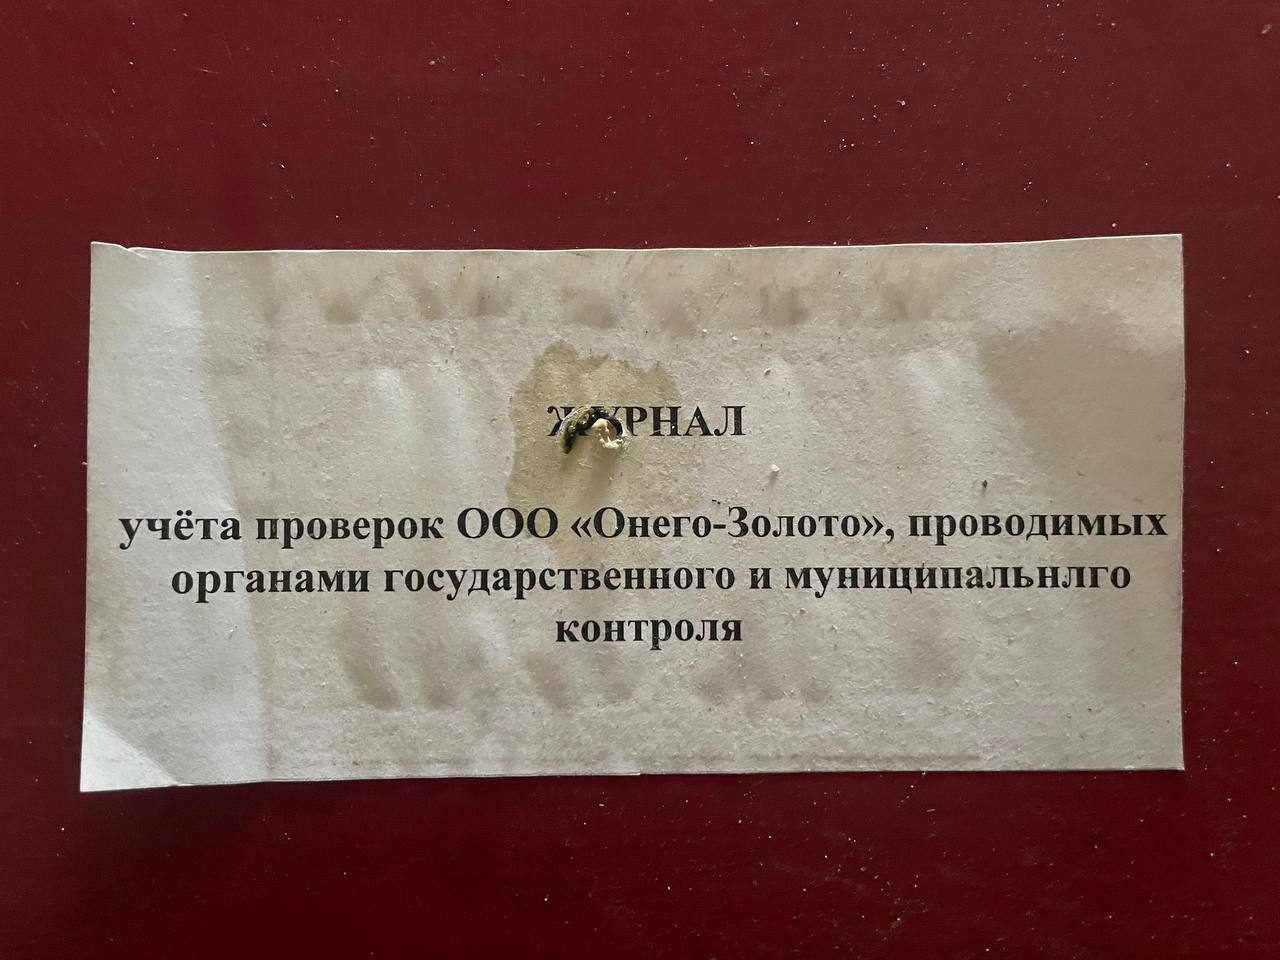 ЖУРНАЛ
учёта проверок ООО «Онего-Золото», проводимых
органами государственного и муниципальнлго
контроля